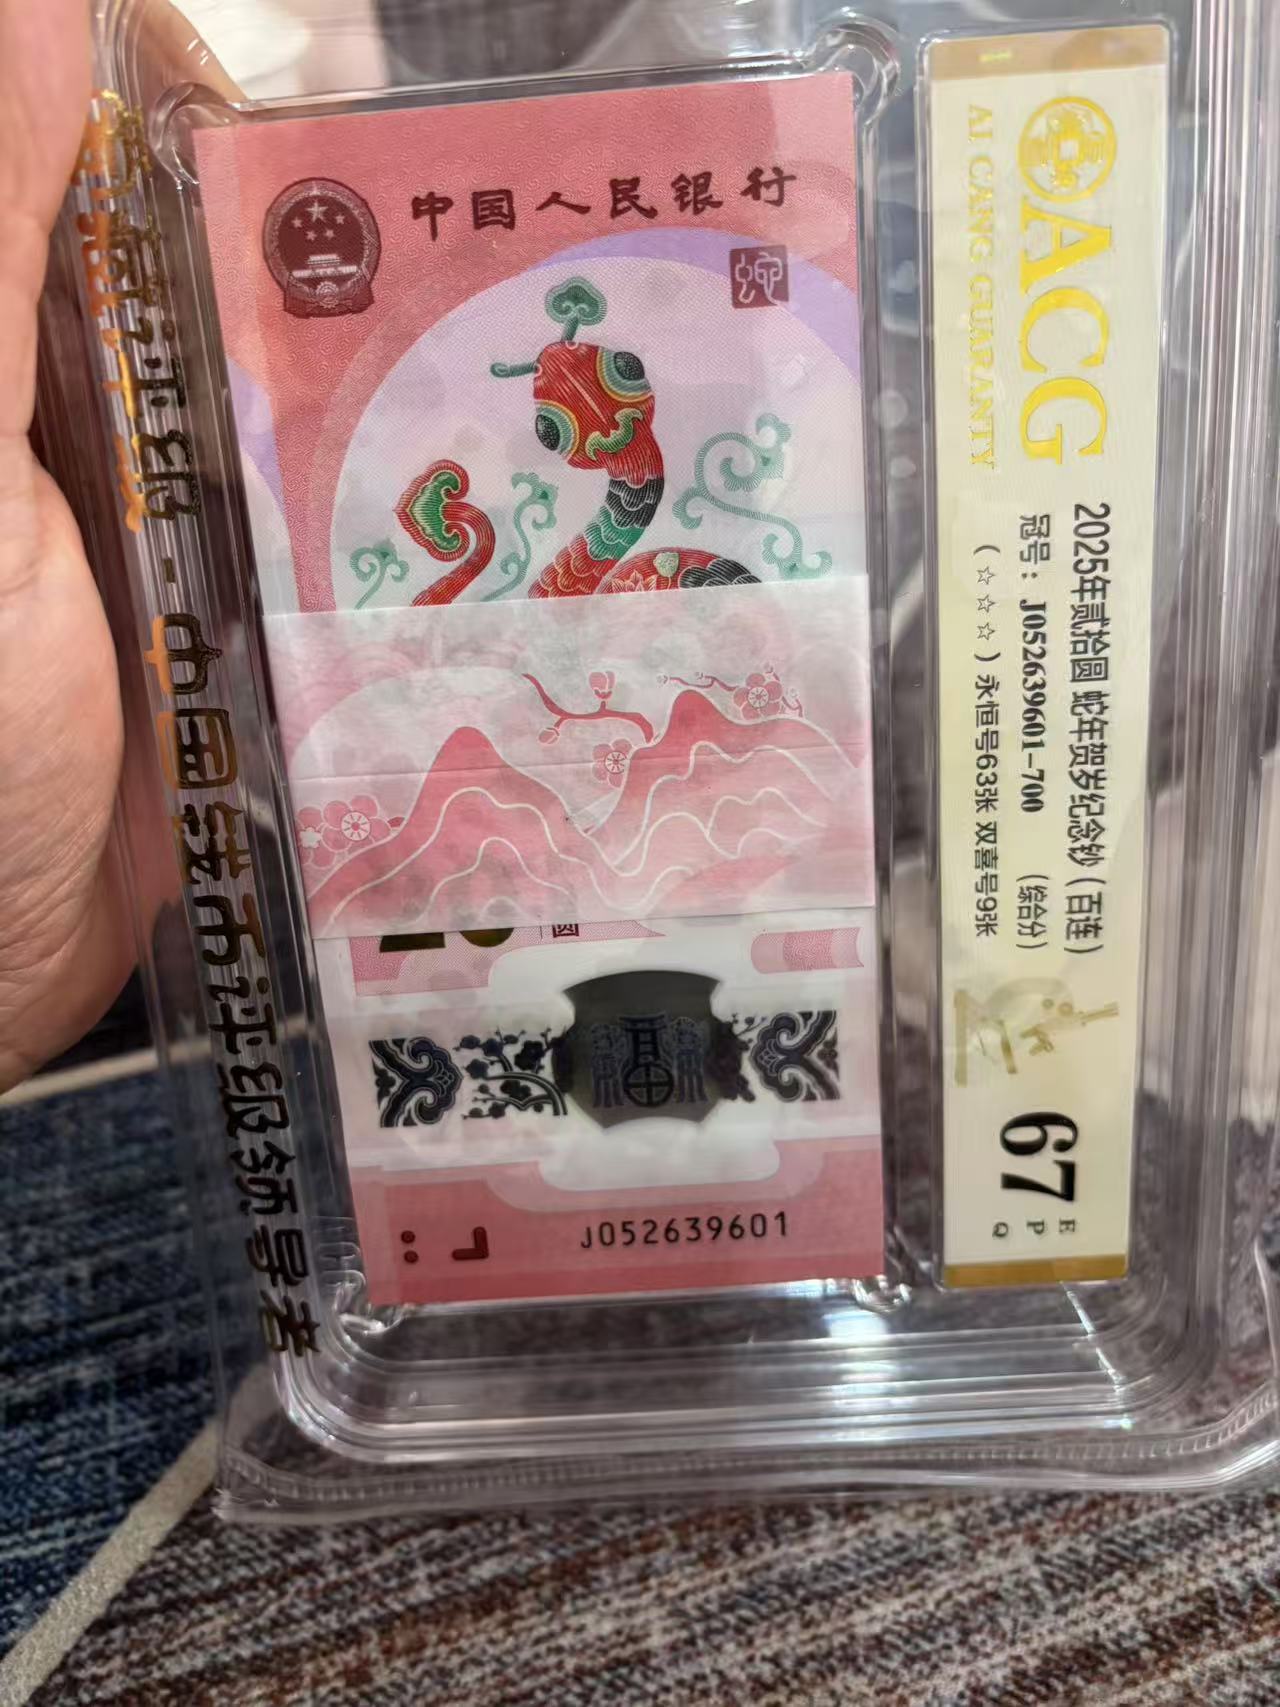 中国人民银行
蛇
圆
J052639601
ACG
AI CANG GUARANTY
2025年贰拾圆 蛇年贺岁纪念钞（百连）
冠号：J052639601-700 （综合分）
（☆☆☆☆）永恒号63张 双喜号9张
67 E
P
Q
评级-中国钱币评级领导者